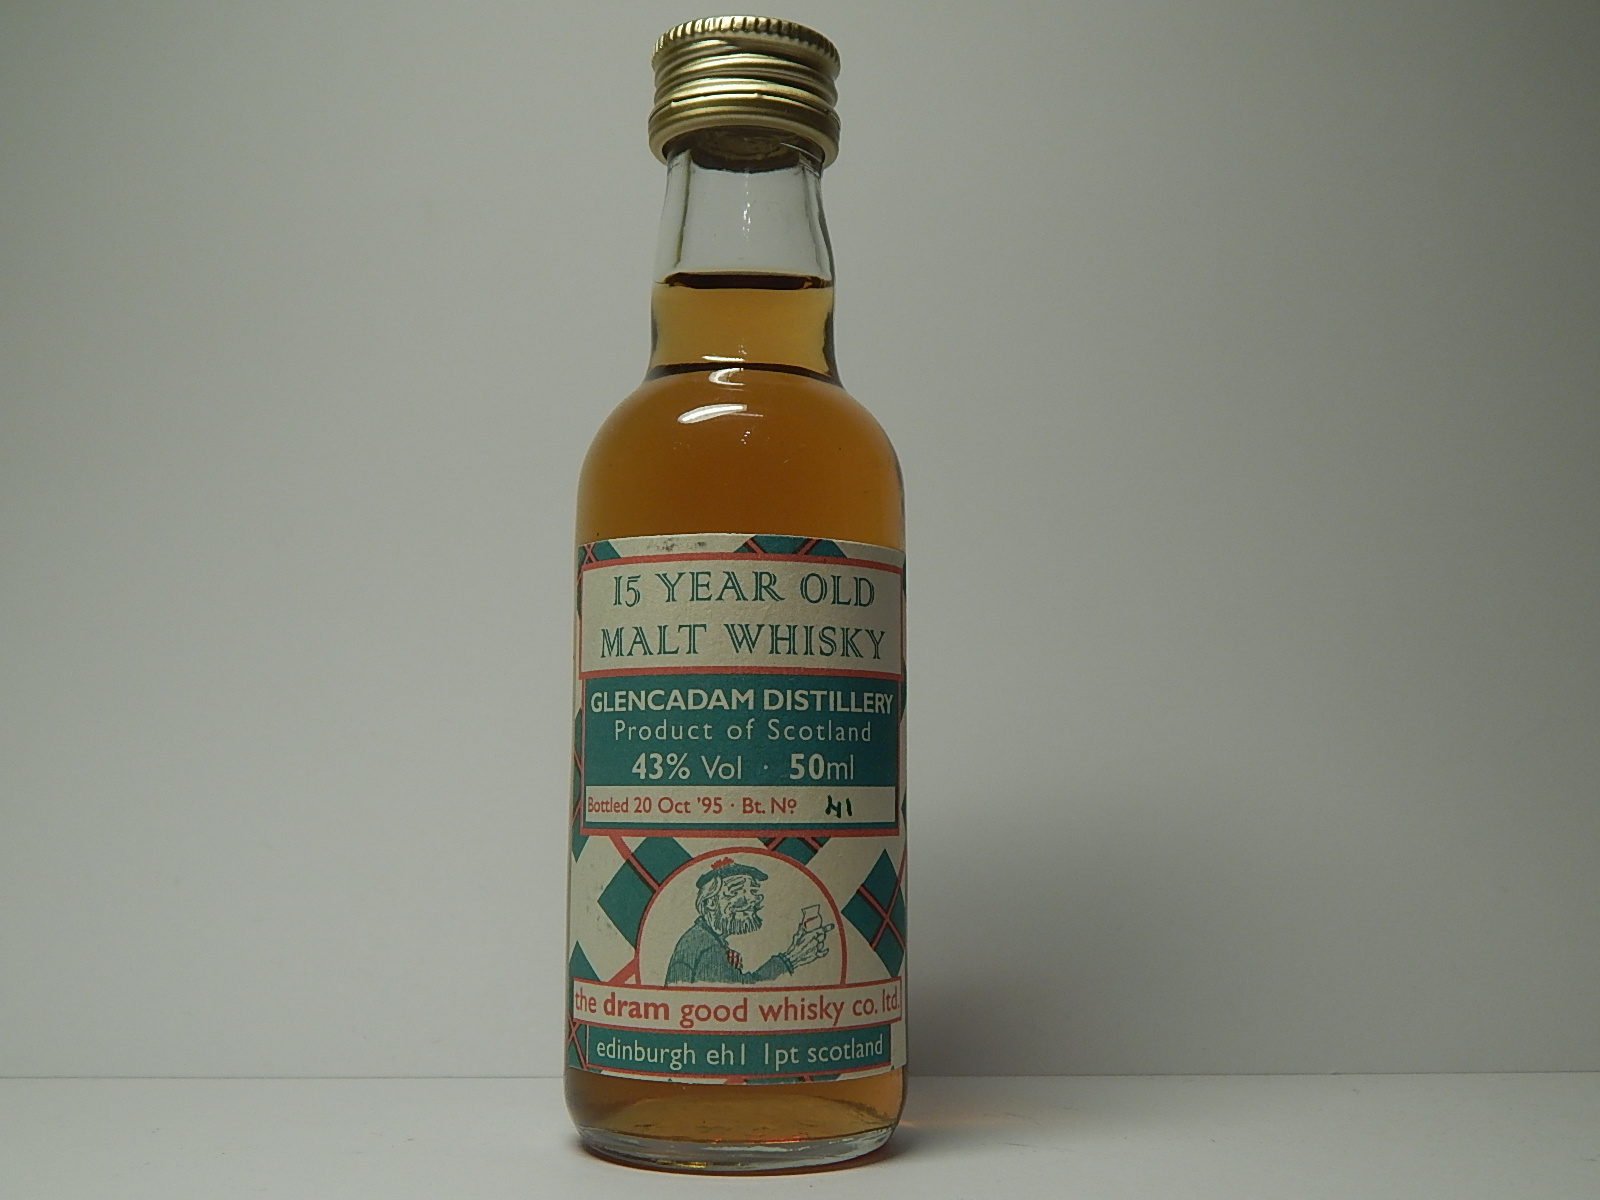 15 YEAR OLD
MALT WHISKY
GLENCADAM DISTILLERY
Product of Scotland
43% Vol · 50ml
Bottled 20 Oct '95 · Bt. Nº 41
the dram good whisky co. ltd.
edinburgh eh1 1pt scotland